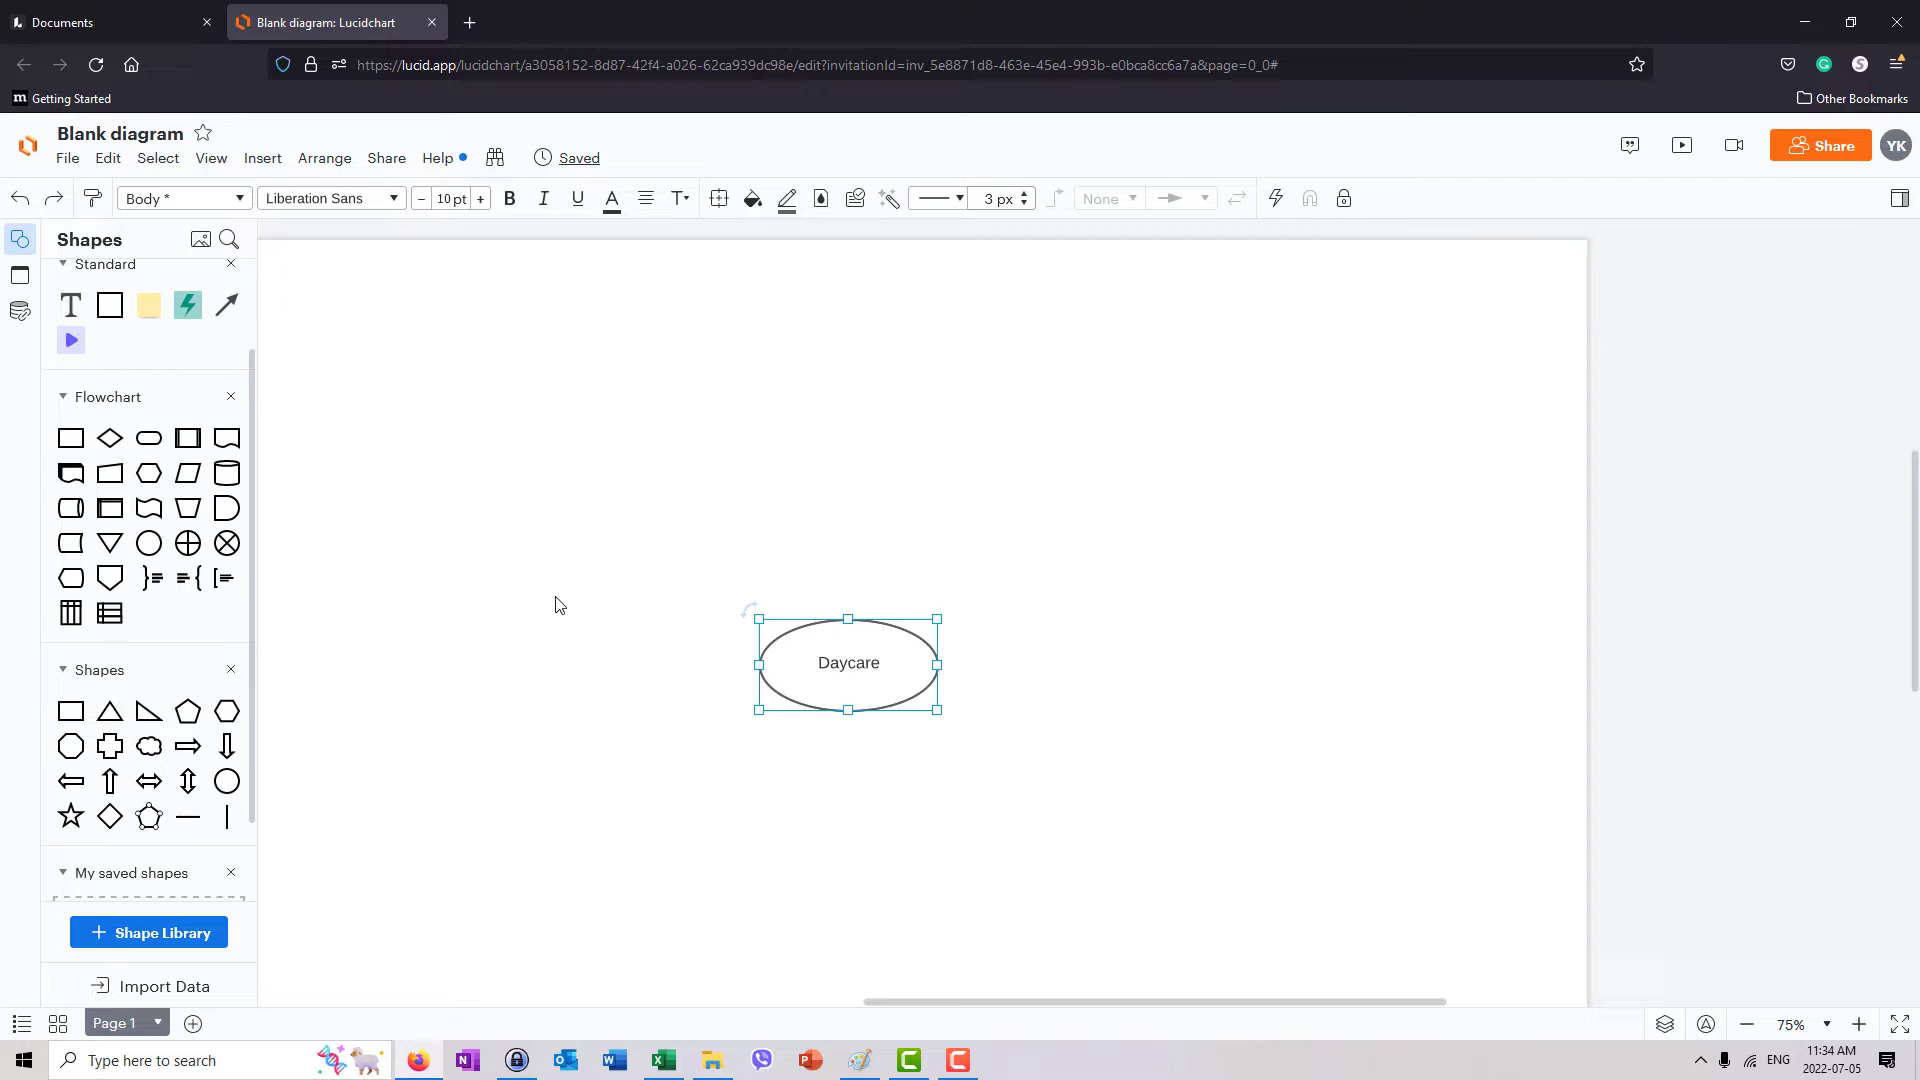 Documents
Blank diagram: Lucidchart
https://lucid.app/lucidchart/a3058152-8d87-42f4-a026-62ca939dc98e/edit?invitationId=inv_5e8871d8-463e-45e4-993b-e0bca8cc6a7a&page=0_0#
Getting Started
Other Bookmarks
Blank diagram
File Edit Select View Insert Arrange Share Help Saved
Share YK
Body * Liberation Sans − 10 pt + B I U A T 3 px None
Shapes
Standard
T
Flowchart
Shapes
My saved shapes
+ Shape Library
Import Data
Daycare
Page 1
75%
Type here to search
ENG
11:34 AM
2022-07-05